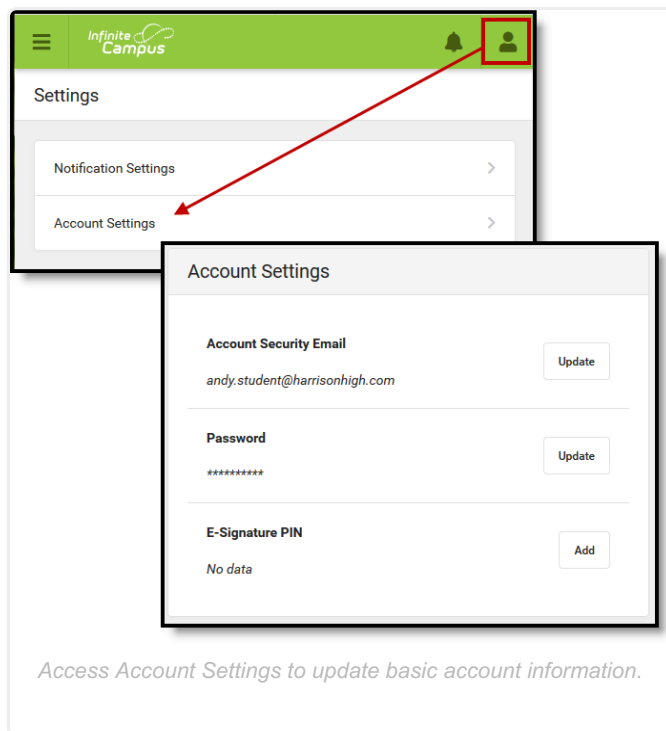 Infinite
Campus
Settings
Notification Settings
Account Settings
Account Settings
Account Security Email
Update
andy.student@harrisonhigh.com
Password
Update
**********
E-Signature PIN
Add
No data
Access Account Settings to update basic account information.